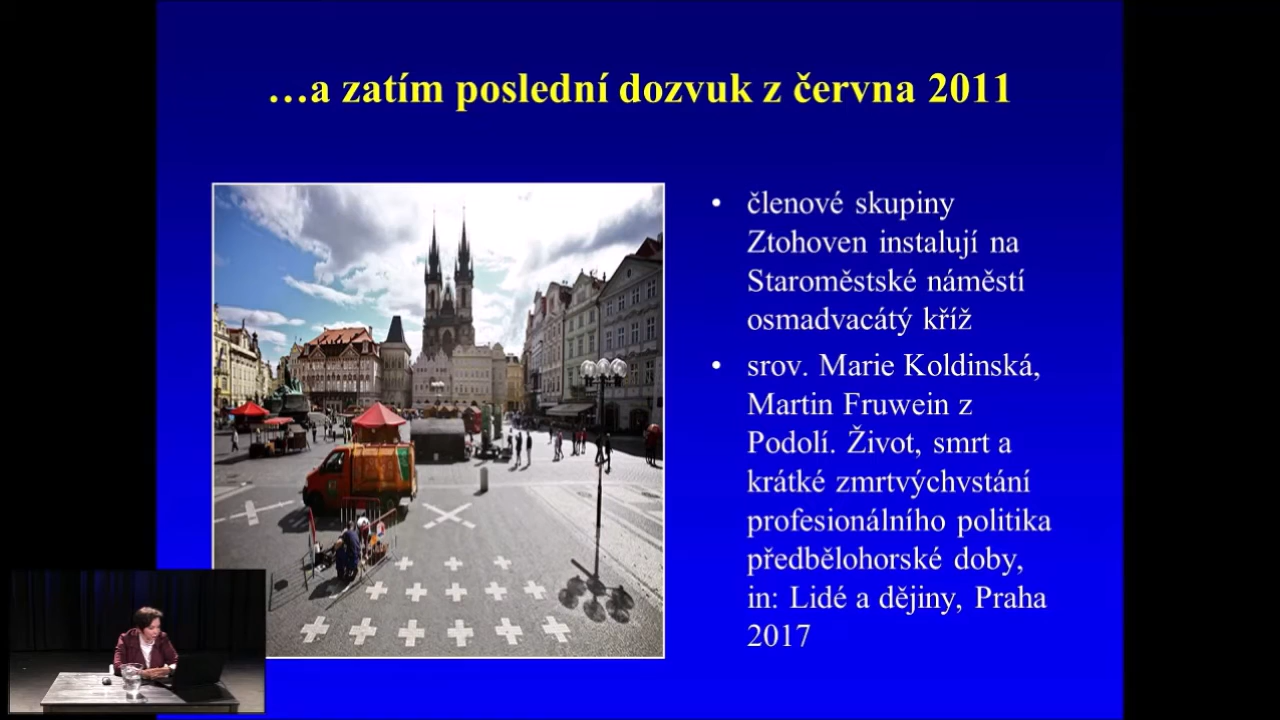 …a zatím poslední dozvuk z června 2011
• členové skupiny
Ztohoven instalují na
Staroměstské náměstí
osmadvacátý kříž
• srov. Marie Koldinská,
Martin Fruwein z
Podolí. Život, smrt a
krátké zmrtvýchvstání
profesionálního politika
předbělohorské doby,
in: Lidé a dějiny, Praha
2017